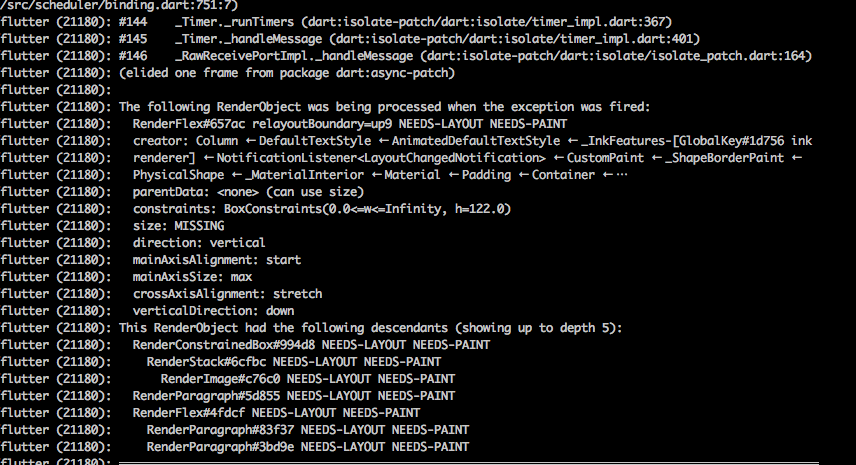 /src/scheduler/binding.dart:751:7)
flutter (21180): #144    _Timer._runTimers (dart:isolate-patch/dart:isolate/timer_impl.dart:367)
flutter (21180): #145    _Timer._handleMessage (dart:isolate-patch/dart:isolate/timer_impl.dart:401)
flutter (21180): #146    _RawReceivePortImpl._handleMessage (dart:isolate-patch/dart:isolate/isolate_patch.dart:164)
flutter (21180): (elided one frame from package dart:async-patch)
flutter (21180):
flutter (21180): The following RenderObject was being processed when the exception was fired:
flutter (21180):   RenderFlex#657ac relayoutBoundary=up9 NEEDS-LAYOUT NEEDS-PAINT
flutter (21180):   creator: Column ← DefaultTextStyle ← AnimatedDefaultTextStyle ← _InkFeatures-[GlobalKey#1d756 ink
flutter (21180):   renderer] ← NotificationListener<LayoutChangedNotification> ← CustomPaint ← _ShapeBorderPaint ←
flutter (21180):   PhysicalShape ← _MaterialInterior ← Material ← Padding ← Container ← ⋯
flutter (21180):   parentData: <none> (can use size)
flutter (21180):   constraints: BoxConstraints(0.0<=w<=Infinity, h=122.0)
flutter (21180):   size: MISSING
flutter (21180):   direction: vertical
flutter (21180):   mainAxisAlignment: start
flutter (21180):   mainAxisSize: max
flutter (21180):   crossAxisAlignment: stretch
flutter (21180):   verticalDirection: down
flutter (21180): This RenderObject had the following descendants (showing up to depth 5):
flutter (21180):   RenderConstrainedBox#994d8 NEEDS-LAYOUT NEEDS-PAINT
flutter (21180):     RenderStack#6cfbc NEEDS-LAYOUT NEEDS-PAINT
flutter (21180):       RenderImage#c76c0 NEEDS-LAYOUT NEEDS-PAINT
flutter (21180):   RenderParagraph#5d855 NEEDS-LAYOUT NEEDS-PAINT
flutter (21180):   RenderFlex#4fdcf NEEDS-LAYOUT NEEDS-PAINT
flutter (21180):     RenderParagraph#83f37 NEEDS-LAYOUT NEEDS-PAINT
flutter (21180):     RenderParagraph#3bd9e NEEDS-LAYOUT NEEDS-PAINT
flutter (21180): ════════════════════════════════════════════════════════════════════════════════════════════════════